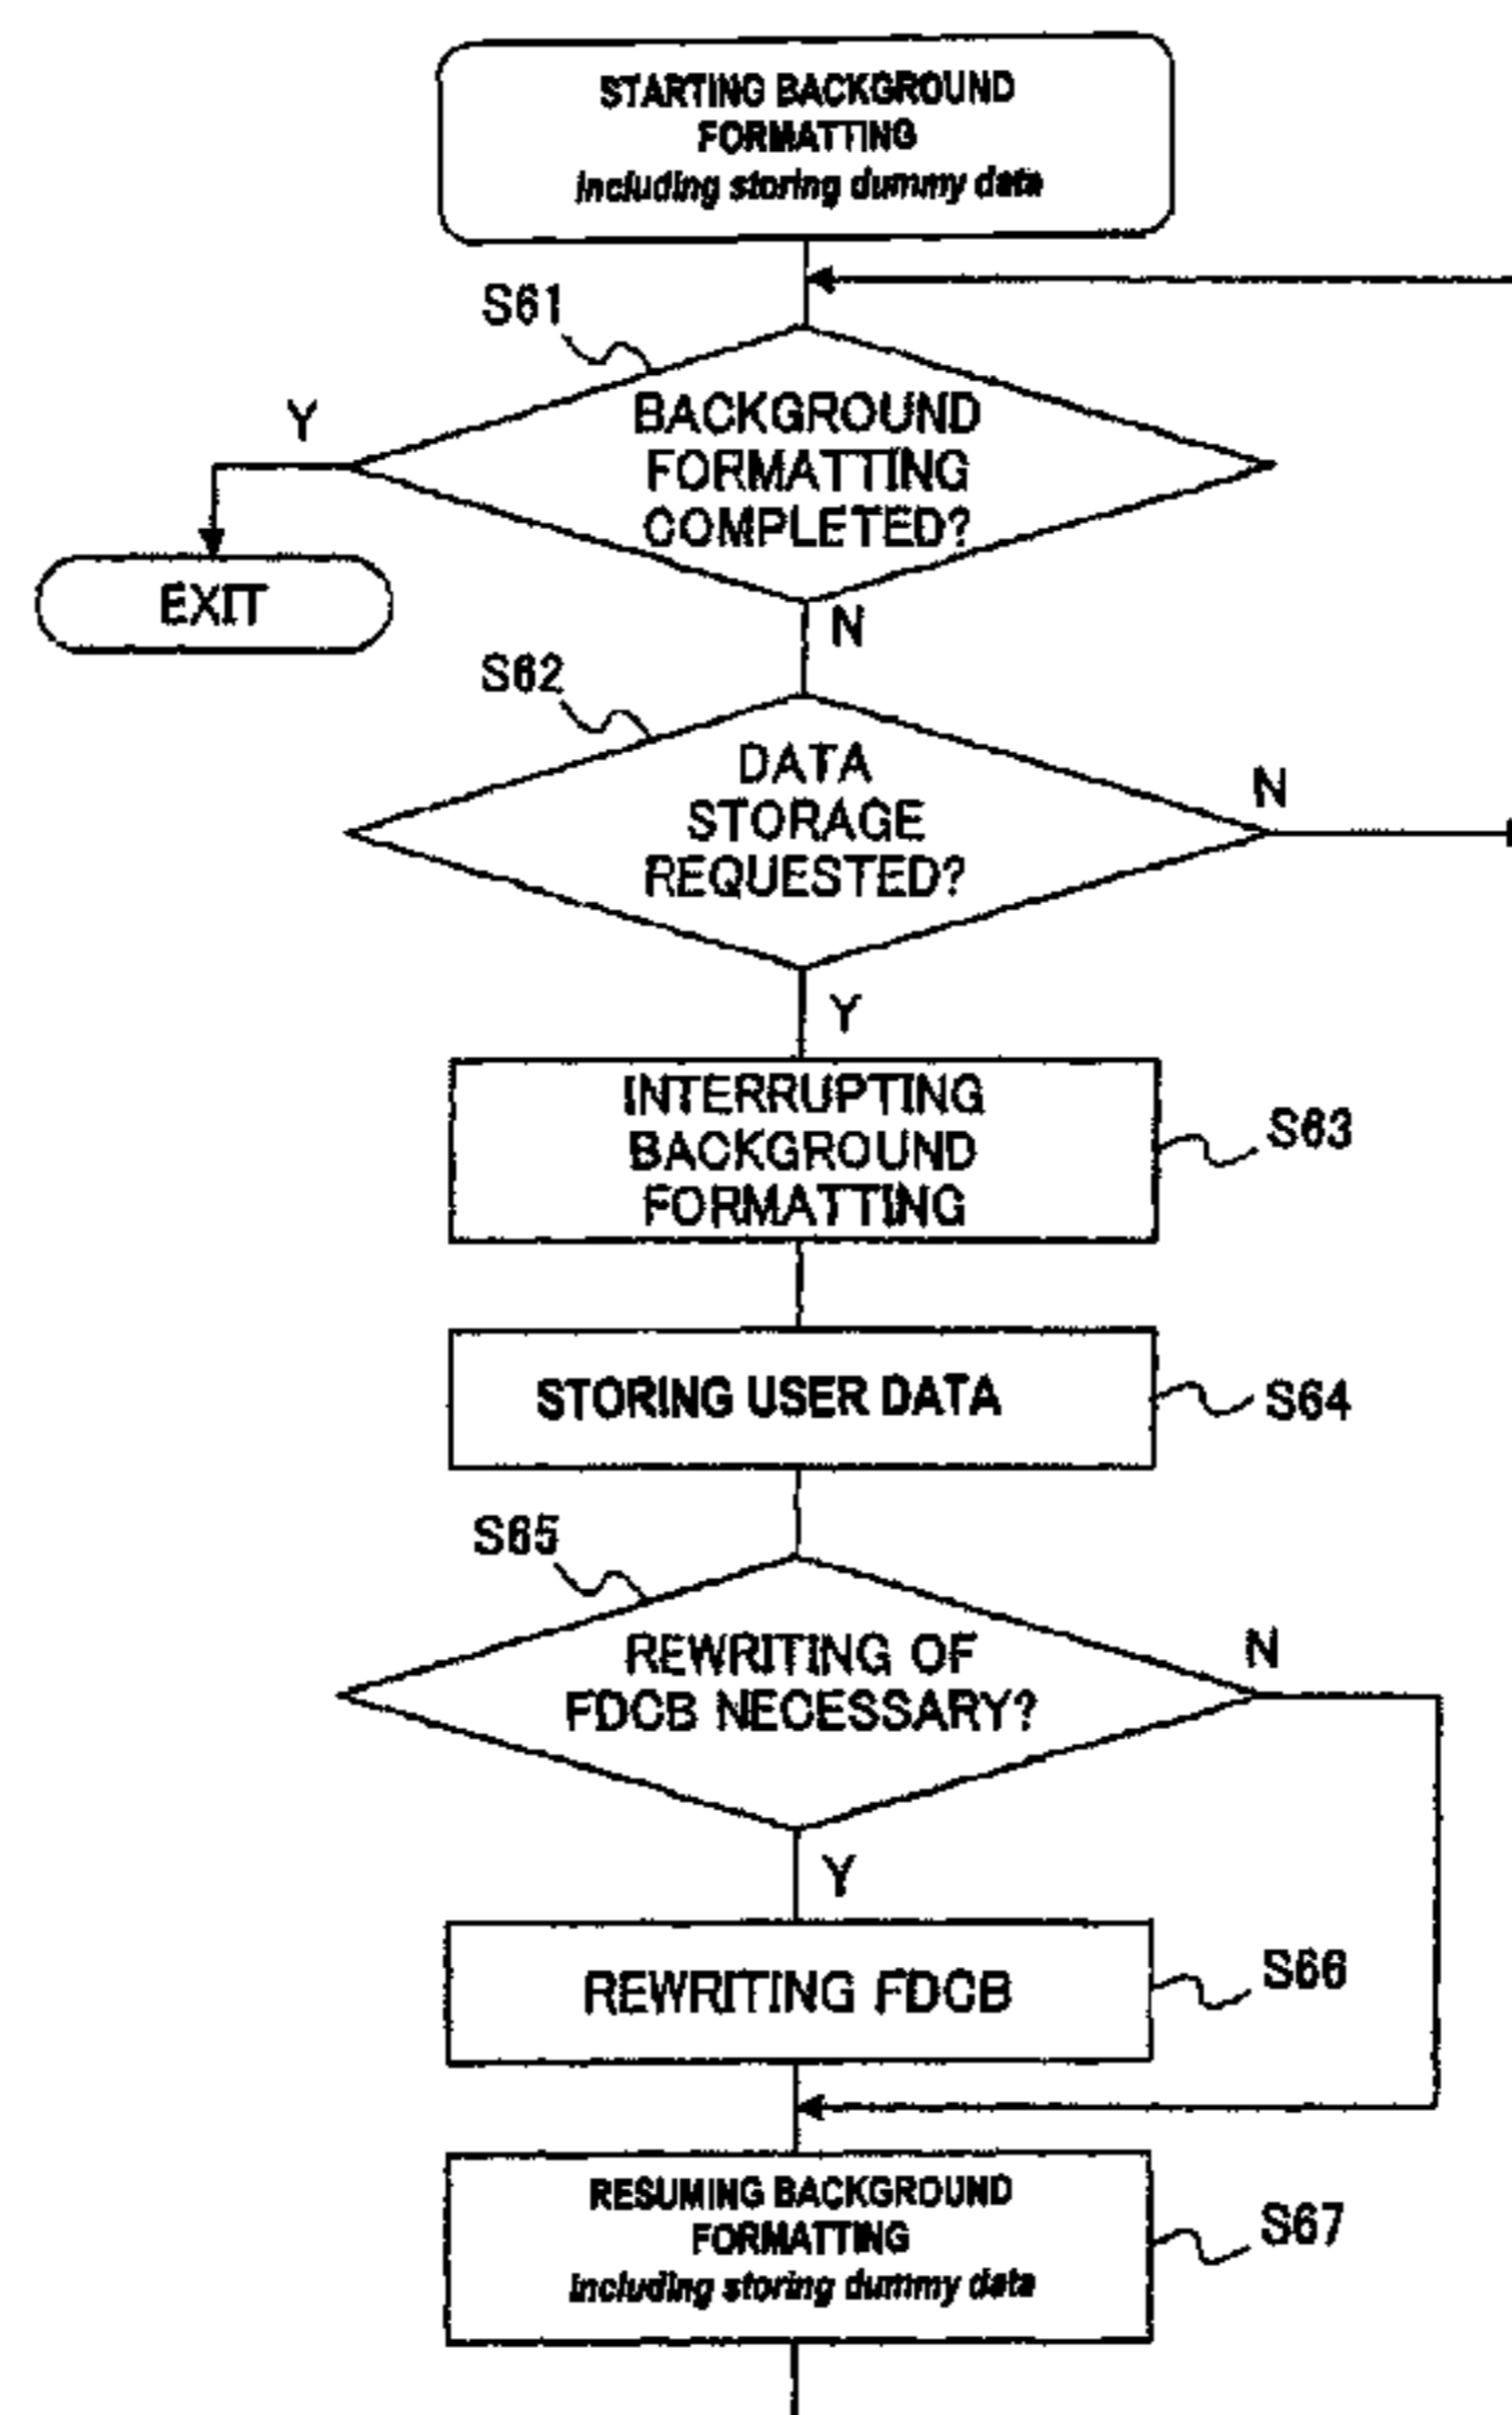 STARTING BACKGROUND
FORMATTING
including storing dummy data
S61
BACKGROUND
FORMATTING
COMPLETED?
Y
EXIT
N
S62
DATA
STORAGE
REQUESTED?
N
Y
INTERRUPTING
BACKGROUND
FORMATTING
S63
STORING USER DATA
S64
S65
REWRITING OF
FDCB NECESSARY?
N
Y
REWRITING FDCB
S66
RESUMING BACKGROUND
FORMATTING
including storing dummy data
S67